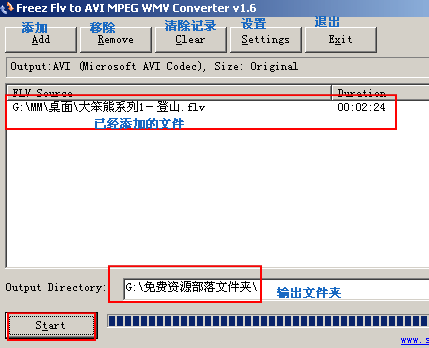 Freez Flv to AVI MPEG WMV Converter v1.6
添加 移除 清除记录 设置 退出
Add Remove Clear Settings Exit
Output:AVI (Microsoft AVI Codec), Size: Original
FLV Source Duration
G:\MM\桌面\大笨熊系列1-登山.flv 00:02:24
已经添加的文件
Output Directory: G:\免费资源部落文件夹\
输出文件夹
Start
www.s